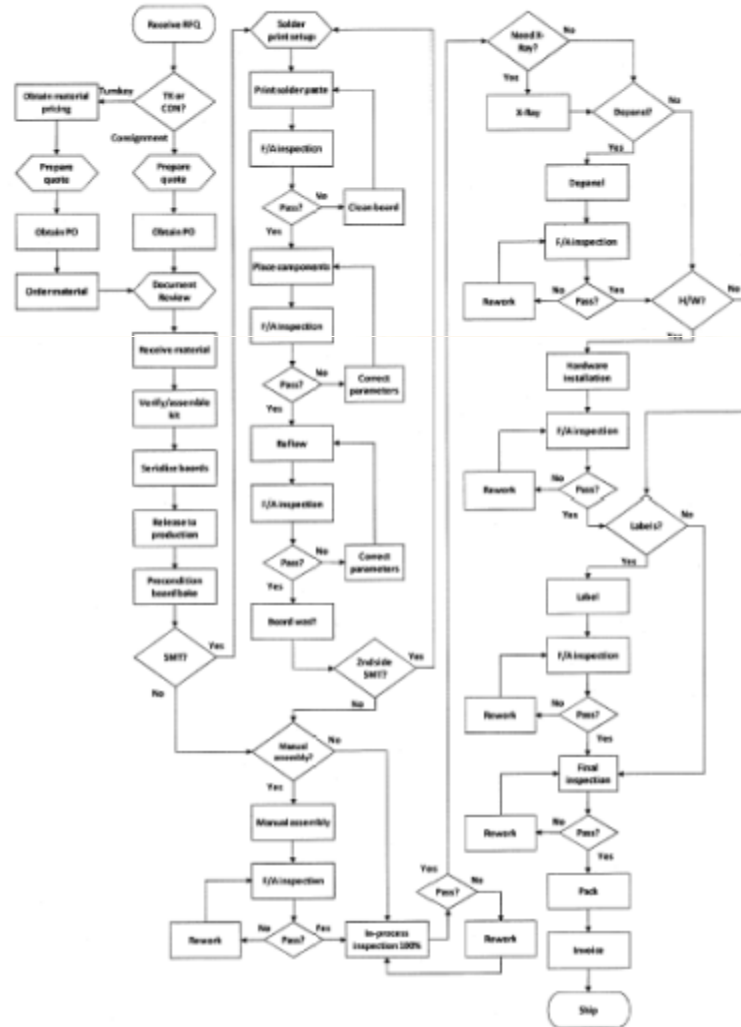 Receive RFQ
TK or
CON?
Turnkey
Obtain material
pricing
Consignment
Prepare
quote
Prepare
quote
Obtain PO
Obtain PO
Order material
Document
Review
Receive material
Verify/assemble
kit
Serialize boards
Release to
production
Precondition
board bake
SMT?
Yes
No
Solder
print setup
Print solder paste
F/A inspection
Pass?
No
Clean board
Yes
Place components
F/A inspection
Pass?
No
Correct
parameters
Yes
Reflow
F/A inspection
Pass?
No
Correct
parameters
Yes
Board wash
2nd side
SMT?
Yes
No
Manual
assembly?
No
Yes
Manual assembly
F/A inspection
Pass?
No
Rework
Yes
In-process
inspection 100%
Pass?
Yes
No
Rework
Need X-
Ray?
No
Yes
X-Ray
Depanel?
No
Yes
Depanel
F/A inspection
Pass?
No
Rework
Yes
H/W?
No
Yes
Hardware
installation
F/A inspection
Pass?
No
Rework
Yes
Labels?
No
Yes
Label
F/A inspection
Pass?
No
Rework
Yes
Final
inspection
Pass?
No
Rework
Yes
Pack
Invoice
Ship